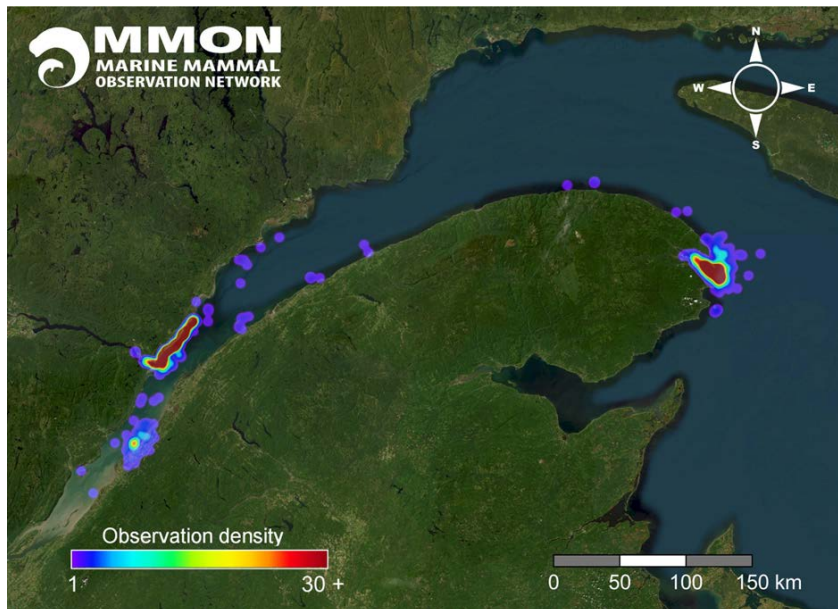 MMON
MARINE MAMMAL
OBSERVATION NETWORK
N
W E
S
Observation density
1 30 +
0 50 100 150 km